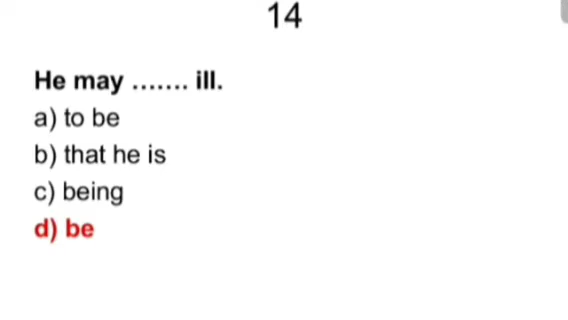 14
He may ....... ill.
a) to be
b) that he is
c) being
d) be